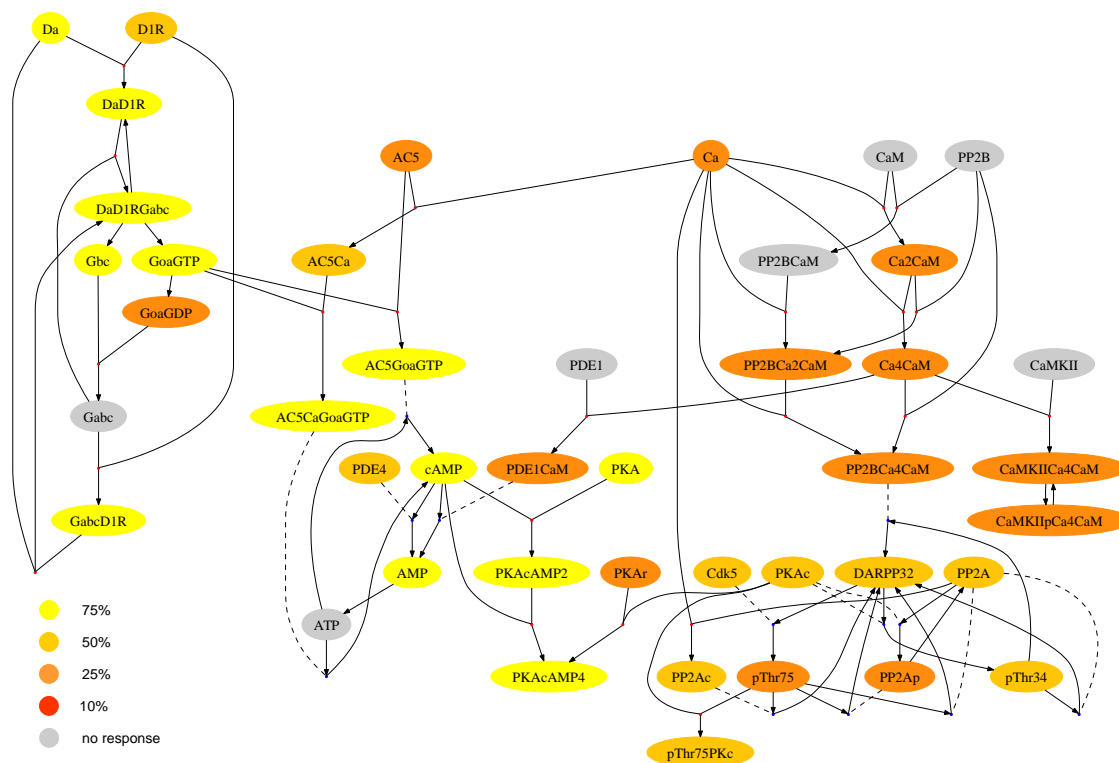 Da
D1R
DaD1R
AC5
Ca
CaM
PP2B
DaD1RGabc
Gbc
GoaGTP
AC5Ca
PP2BCaM
Ca2CaM
GoaGDP
AC5GoaGTP
PDE1
PP2BCa2CaM
Ca4CaM
CaMKII
Gabc
AC5CaGoaGTP
PDE4
cAMP
PDE1CaM
PKA
PP2BCa4CaM
CaMKIICa4CaM
GabcD1R
CaMKIIpCa4CaM
AMP
PKAcAMP2
PKAr
Cdk5
PKAc
DARPP32
PP2A
75%
ATP
50%
25%
PKAcAMP4
PP2Ac
pThr75
PP2Ap
pThr34
10%
no response
pThr75PKc